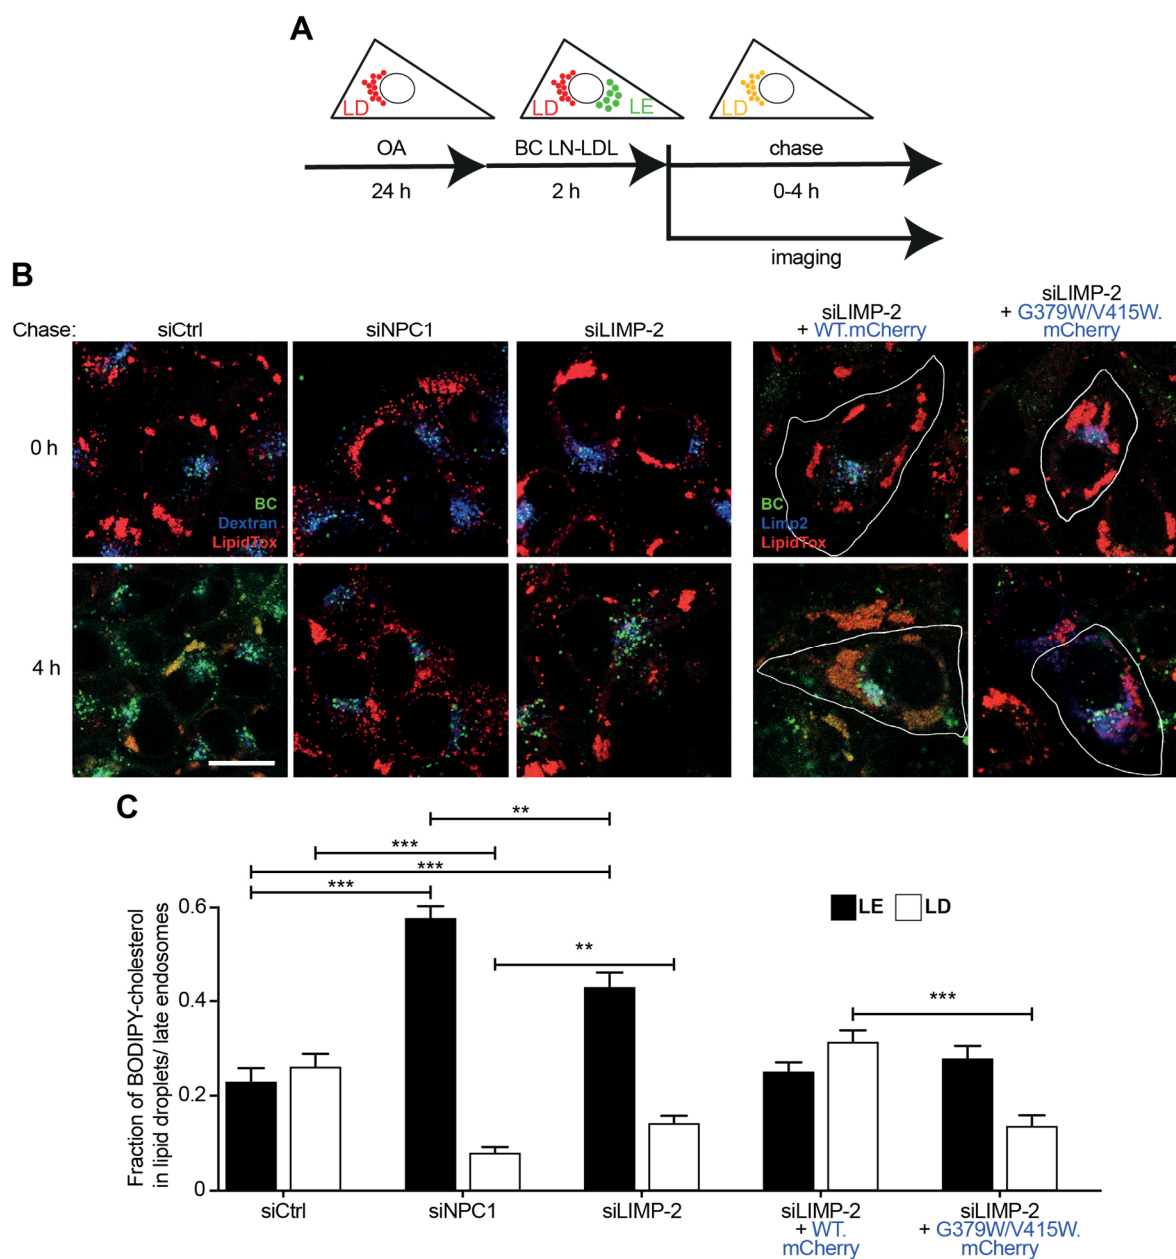 A
LD
LD
LE
LD
OA
BC LN-LDL
chase
24 h
2 h
0-4 h
imaging
B
Chase:
siCtrl
siNPC1
siLIMP-2
siLIMP-2
+ WT.mCherry
siLIMP-2
+ G379W/V415W.
mCherry
0 h
BC
Dextran
LipidTox
BC
Limp2
LipidTox
4 h
C
**
***
***
***
**
***
LE
LD
Fraction of BODIPY-cholesterol
in lipid droplets/ late endosomes
0.6
0.4
0.2
0
siCtrl
siNPC1
siLIMP-2
siLIMP-2
+ WT.
mCherry
siLIMP-2
+ G379W/V415W.
mCherry